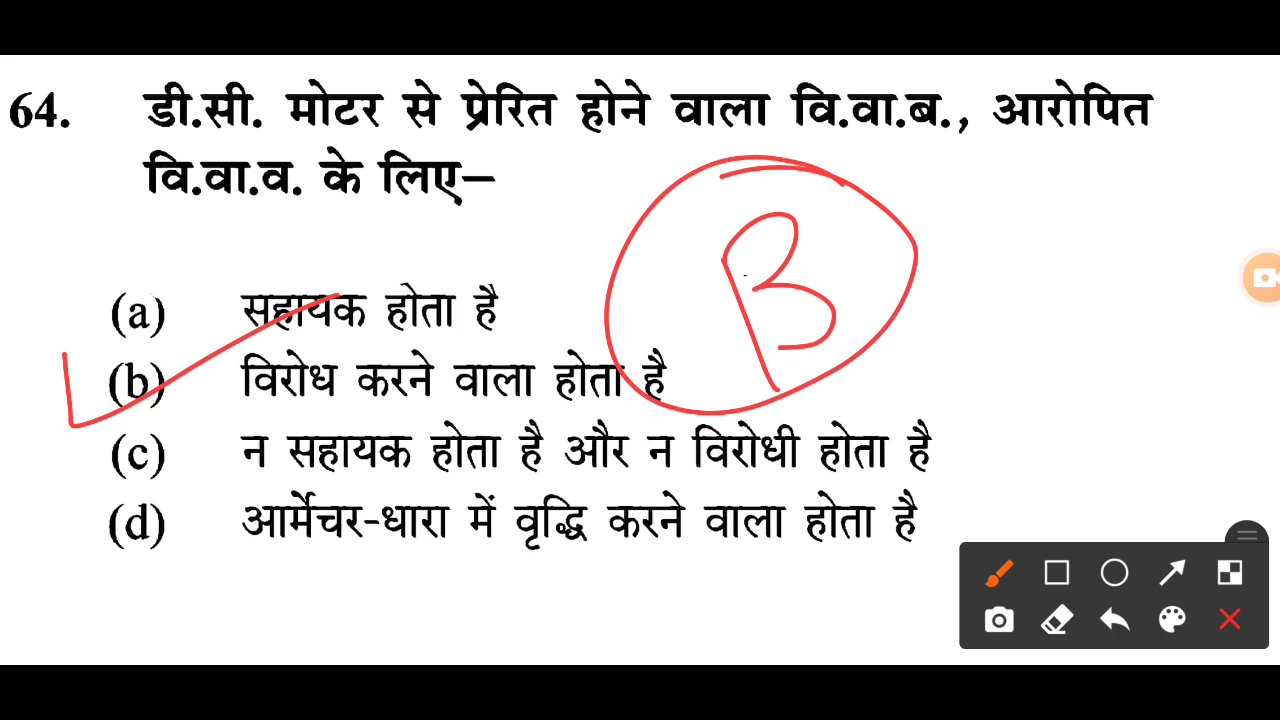 64. डी.सी. मोटर से प्रेरित होने वाला वि.वा.ब., आरोपित
वि.वा.व. के लिए–
B
(a) सहायक होता है
(b) विरोध करने वाला होता है
(c) न सहायक होता है और न विरोधी होता है
(d) आर्मेचर-धारा में वृद्धि करने वाला होता है